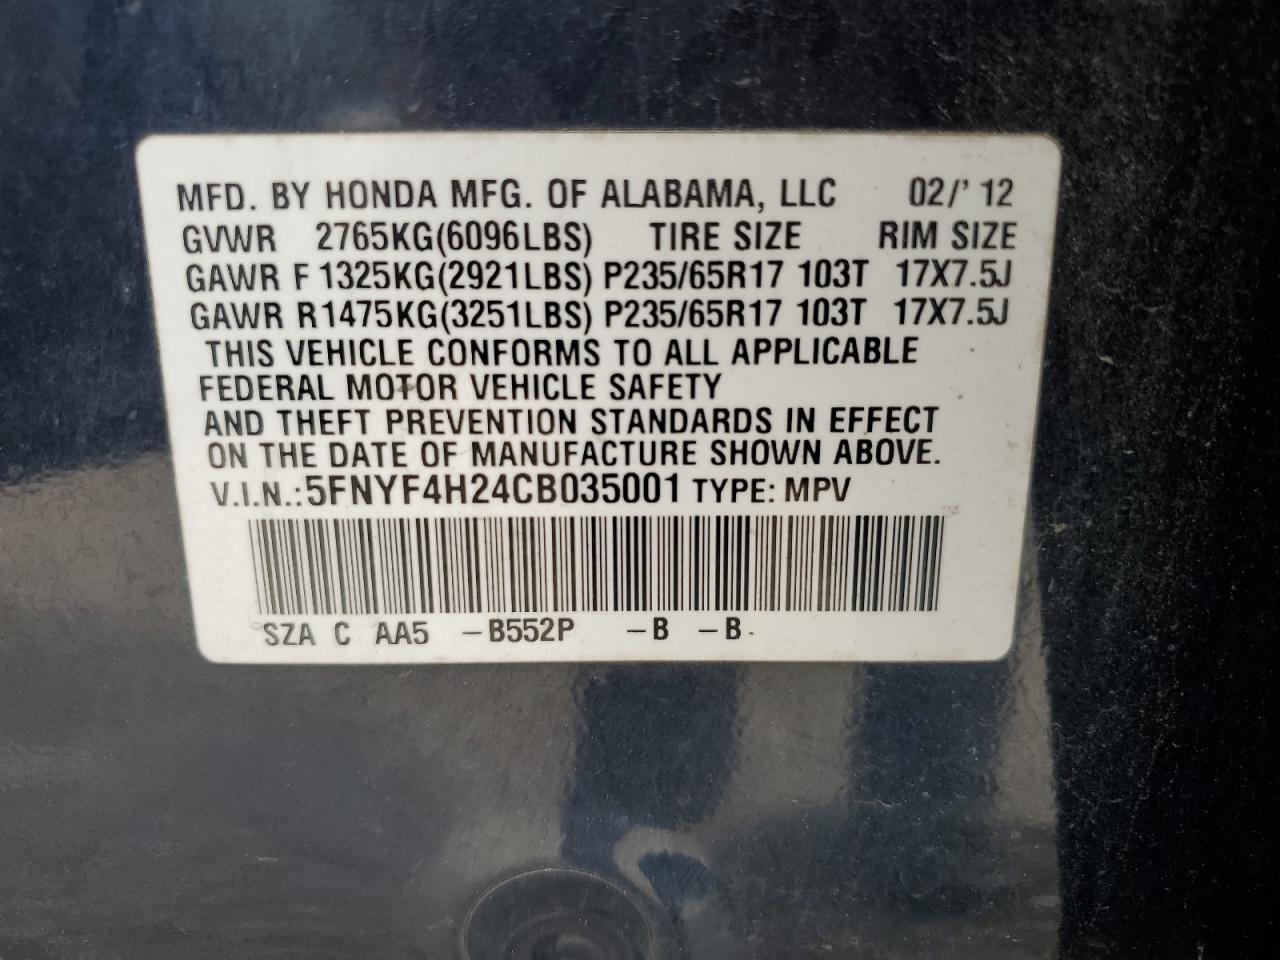 MFD. BY HONDA MFG. OF ALABAMA, LLC 02/' 12
GVWR 2765KG(6096LBS) TIRE SIZE RIM SIZE
GAWR F 1325KG(2921LBS) P235/65R17 103T 17X7.5J
GAWR R1475KG(3251LBS) P235/65R17 103T 17X7.5J
THIS VEHICLE CONFORMS TO ALL APPLICABLE
FEDERAL MOTOR VEHICLE SAFETY
AND THEFT PREVENTION STANDARDS IN EFFECT
ON THE DATE OF MANUFACTURE SHOWN ABOVE.
V.I.N.:5FNYF4H24CB035001 TYPE: MPV
SZA C AA5 -B552P -B -B